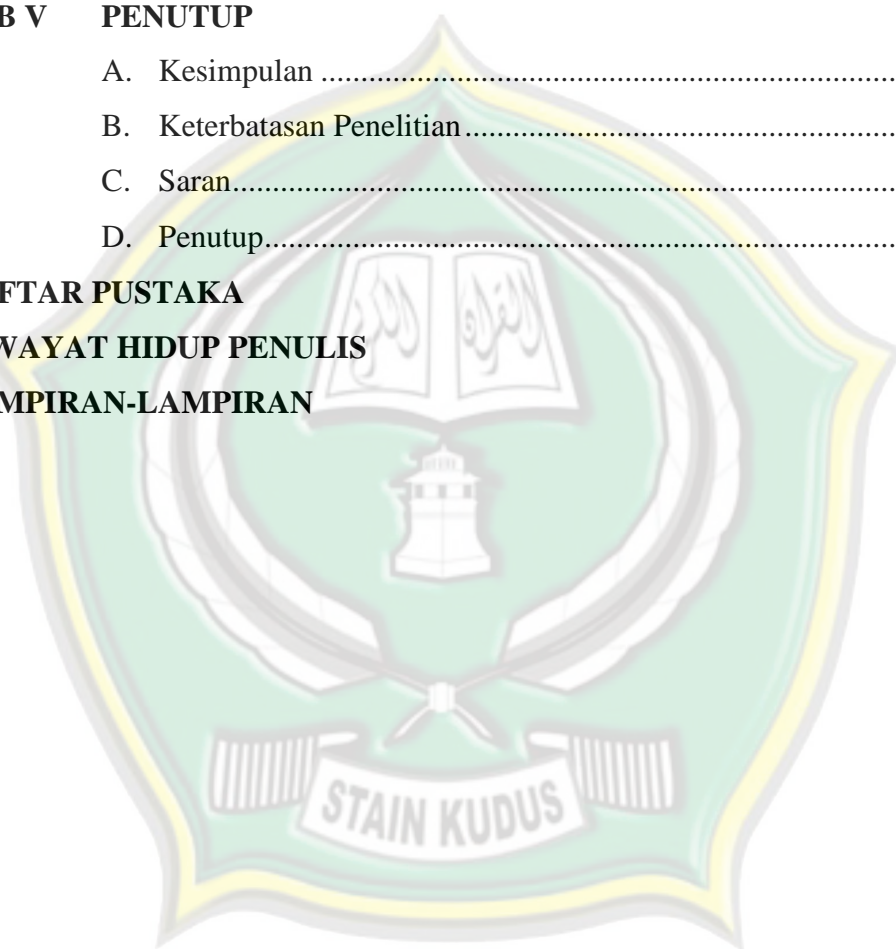 B V PENUTUP
A. Kesimpulan ........................................................................
B. Keterbatasan Penelitian ......................................................
C. Saran...................................................................................
D. Penutup...............................................................................
FTAR PUSTAKA
WAYAT HIDUP PENULIS
MPIRAN-LAMPIRAN
STAIN KUDUS